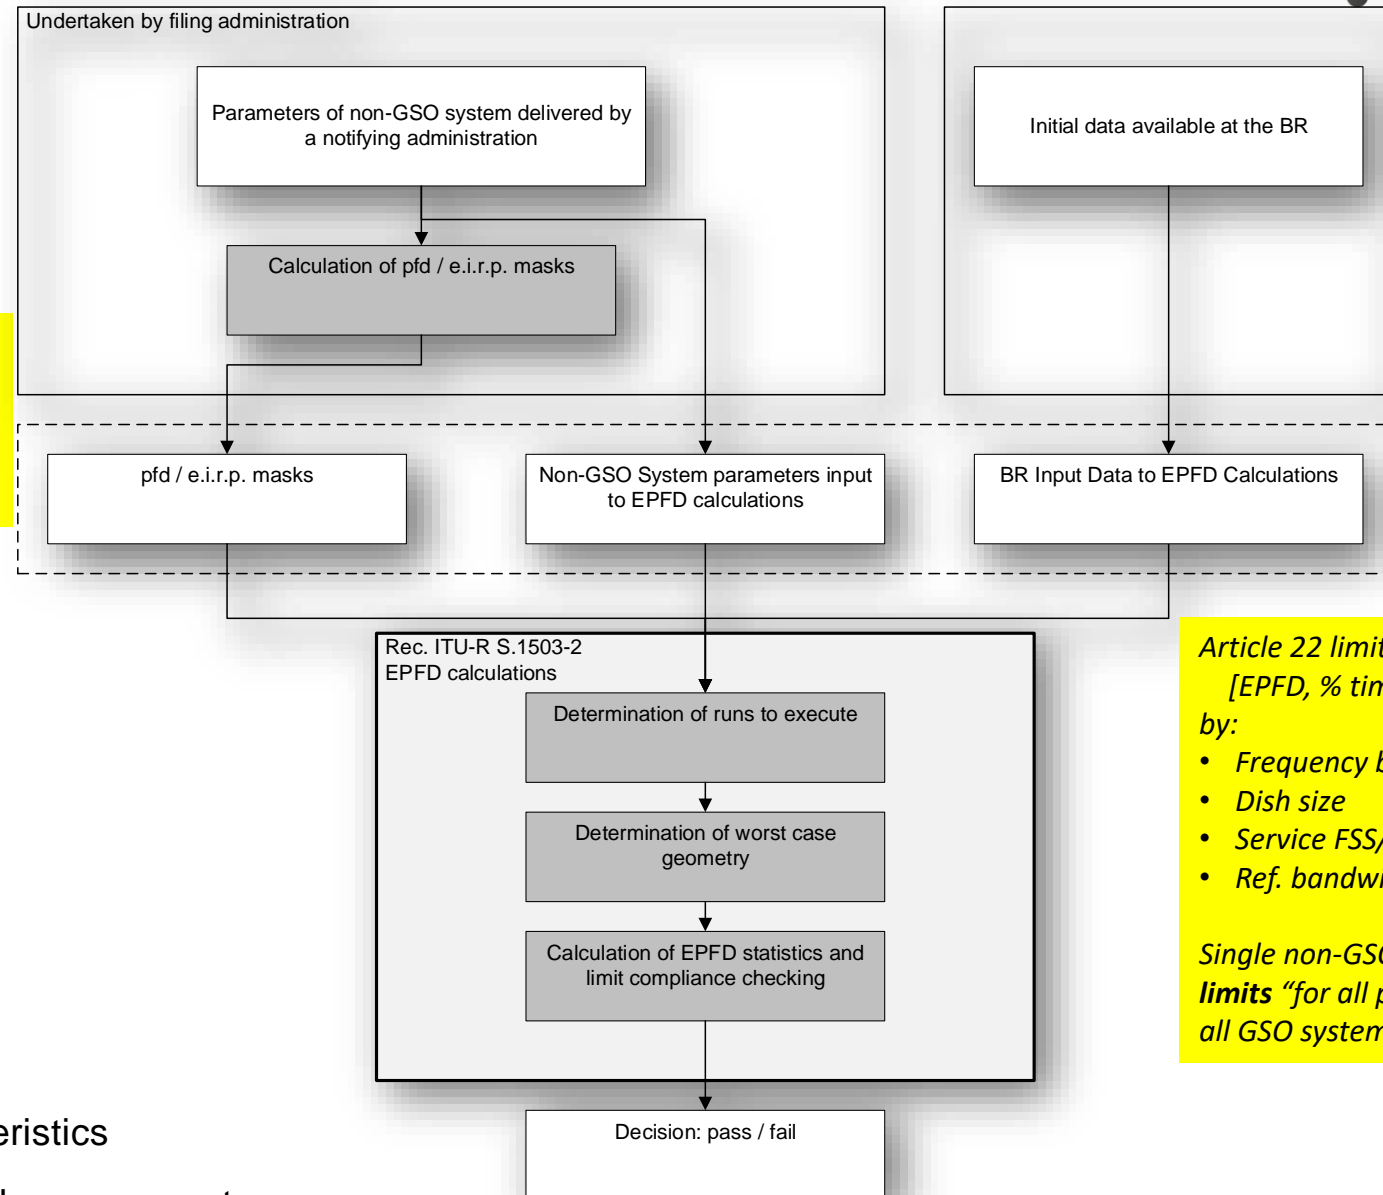 Undertaken by filing administration
Parameters of non-GSO system delivered by
a notifying administration
Initial data available at the BR
Calculation of pfd / e.i.r.p. masks
pfd / e.i.r.p. masks
Non-GSO System parameters input
to EPFD calculations
BR Input Data to EPFD Calculations
Rec. ITU-R S.1503-2
EPFD calculations
Determination of runs to execute
Determination of worst case
geometry
Calculation of EPFD statistics and
limit compliance checking
Decision: pass / fail
Article 22 limit
[EPFD, % tim
by:
• Frequency b
• Dish size
• Service FSS/
• Ref. bandwi
Single non-GSO
limits “for all p
all GSO system
eristics